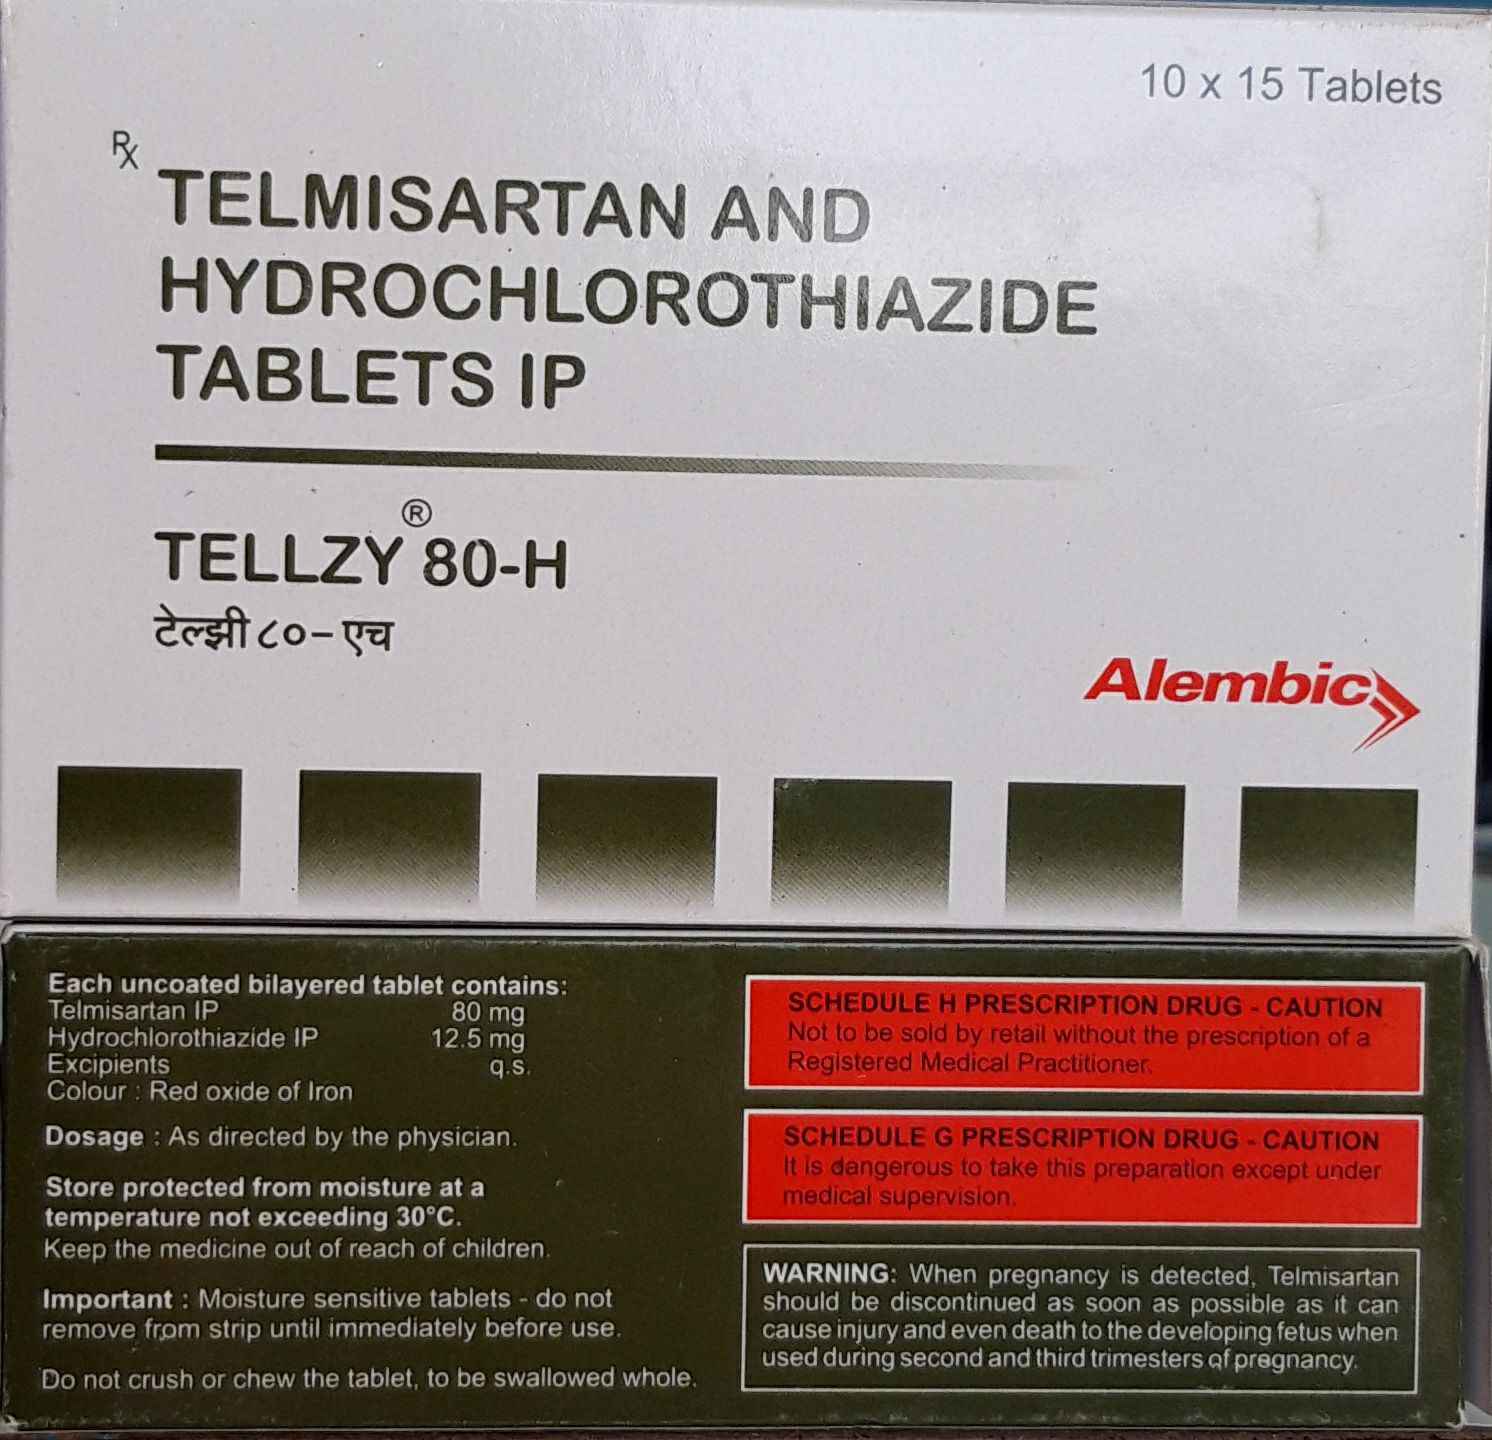 10 x 15 Tablets
Rx
TELMISARTAN AND
HYDROCHLOROTHIAZIDE
TABLETS IP
TELLZY® 80-H
टेल्झी ८०-एच
Alembic
Each uncoated bilayered tablet contains:
Telmisartan IP 80 mg
Hydrochlorothiazide IP 12.5 mg
Excipients q.s.
Colour : Red oxide of Iron
Dosage : As directed by the physician.
Store protected from moisture at a
temperature not exceeding 30°C.
Keep the medicine out of reach of children.
Important : Moisture sensitive tablets - do not
remove from strip until immediately before use.
Do not crush or chew the tablet, to be swallowed whole.
SCHEDULE H PRESCRIPTION DRUG - CAUTION
Not to be sold by retail without the prescription of a
Registered Medical Practitioner.
SCHEDULE G PRESCRIPTION DRUG - CAUTION
It is dangerous to take this preparation except under
medical supervision.
WARNING: When pregnancy is detected, Telmisartan
should be discontinued as soon as possible as it can
cause injury and even death to the developing fetus when
used during second and third trimesters of pregnancy.